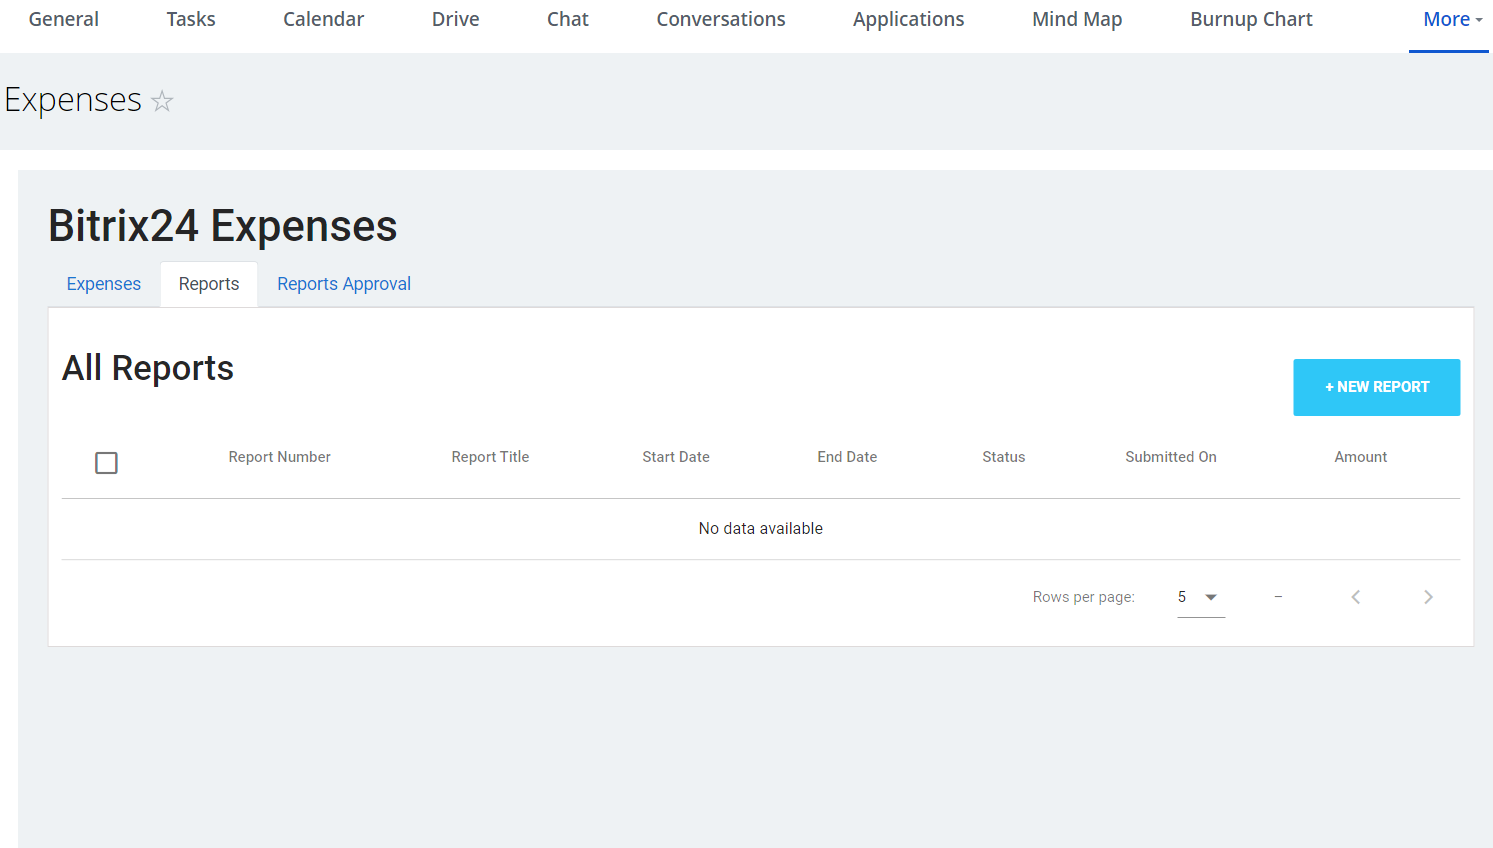 General Tasks Calendar Drive Chat Conversations Applications Mind Map Burnup Chart More
Expenses
Bitrix24 Expenses
Expenses Reports Reports Approval
All Reports
+ NEW REPORT
Report Number Report Title Start Date End Date Status Submitted On Amount
No data available
Rows per page: 5 –